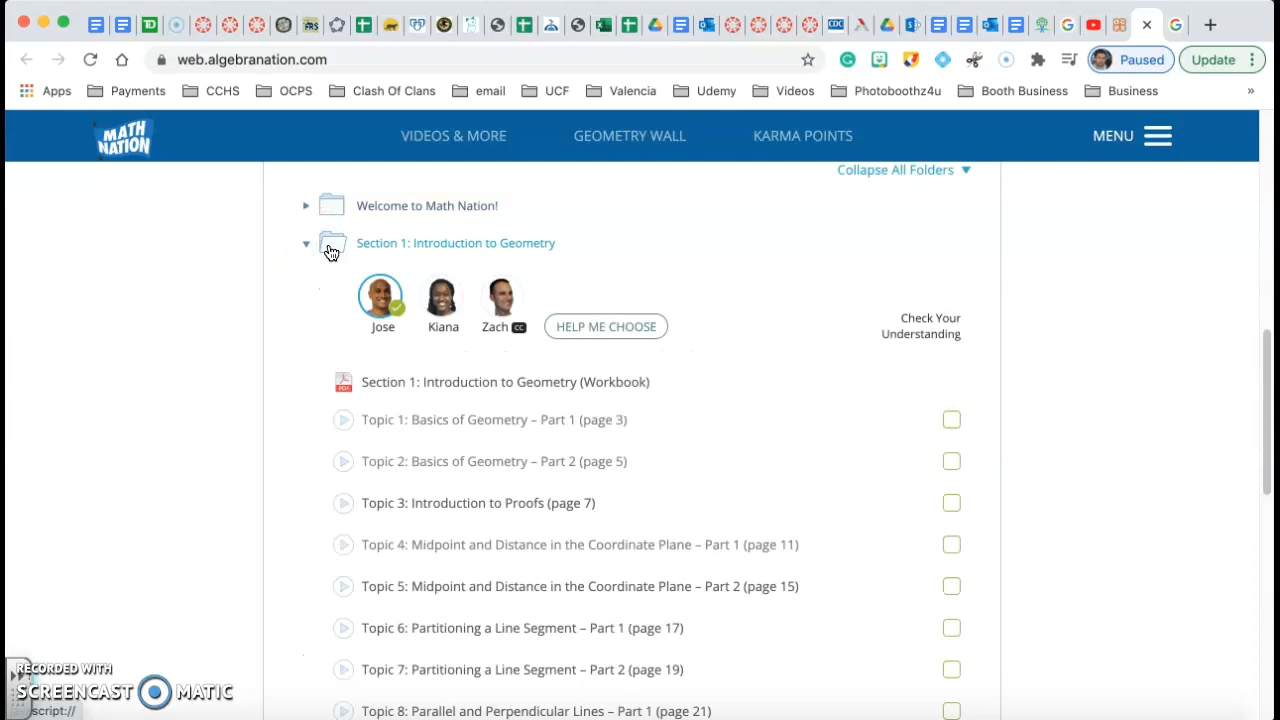 web.algebranation.com
Paused
Update
Apps
Payments
CCHS
OCPS
Clash Of Clans
email
UCF
Valencia
Udemy
Videos
Photoboothz4u
Booth Business
Business
»
MATH NATION
VIDEOS & MORE
GEOMETRY WALL
KARMA POINTS
MENU
Collapse All Folders
Welcome to Math Nation!
Section 1: Introduction to Geometry
Jose
Kiana
Zach CC
HELP ME CHOOSE
Check Your
Understanding
Section 1: Introduction to Geometry (Workbook)
Topic 1: Basics of Geometry – Part 1 (page 3)
Topic 2: Basics of Geometry – Part 2 (page 5)
Topic 3: Introduction to Proofs (page 7)
Topic 4: Midpoint and Distance in the Coordinate Plane – Part 1 (page 11)
Topic 5: Midpoint and Distance in the Coordinate Plane – Part 2 (page 15)
Topic 6: Partitioning a Line Segment – Part 1 (page 17)
Topic 7: Partitioning a Line Segment – Part 2 (page 19)
Topic 8: Parallel and Perpendicular Lines – Part 1 (page 21)
RECORDED WITH
SCREENCAST MATIC